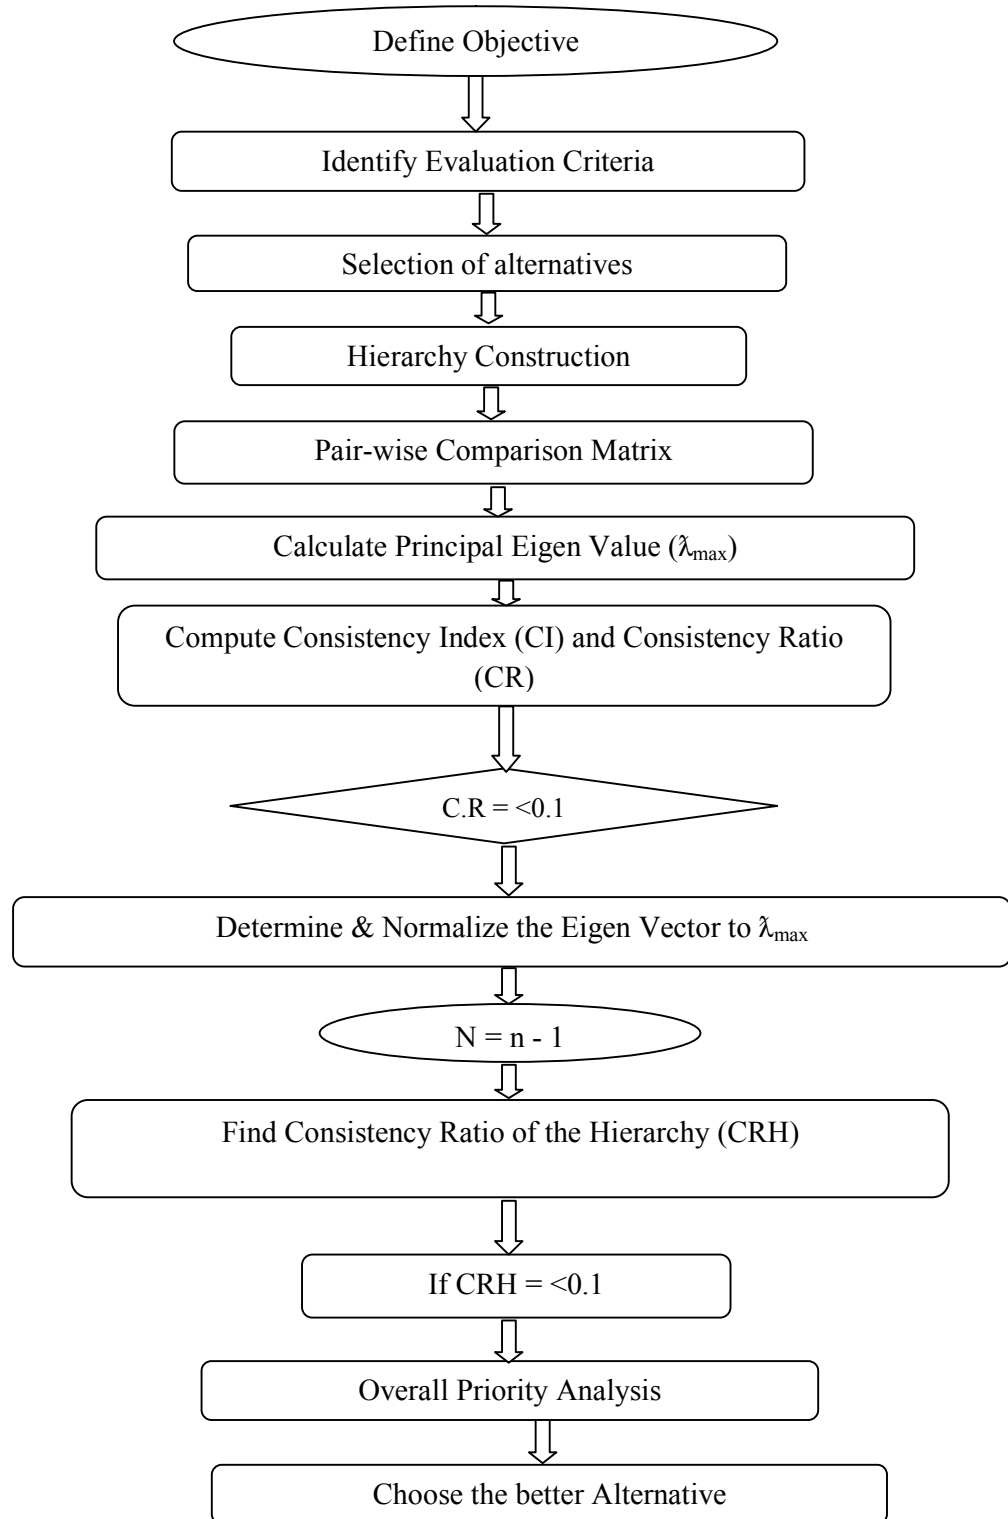 Define Objective
Identify Evaluation Criteria
Selection of alternatives
Hierarchy Construction
Pair-wise Comparison Matrix
Calculate Principal Eigen Value (ƛmax)
Compute Consistency Index (CI) and Consistency Ratio
(CR)
C.R = <0.1
Determine & Normalize the Eigen Vector to ƛmax
N = n - 1
Find Consistency Ratio of the Hierarchy (CRH)
If CRH = <0.1
Overall Priority Analysis
Choose the better Alternative